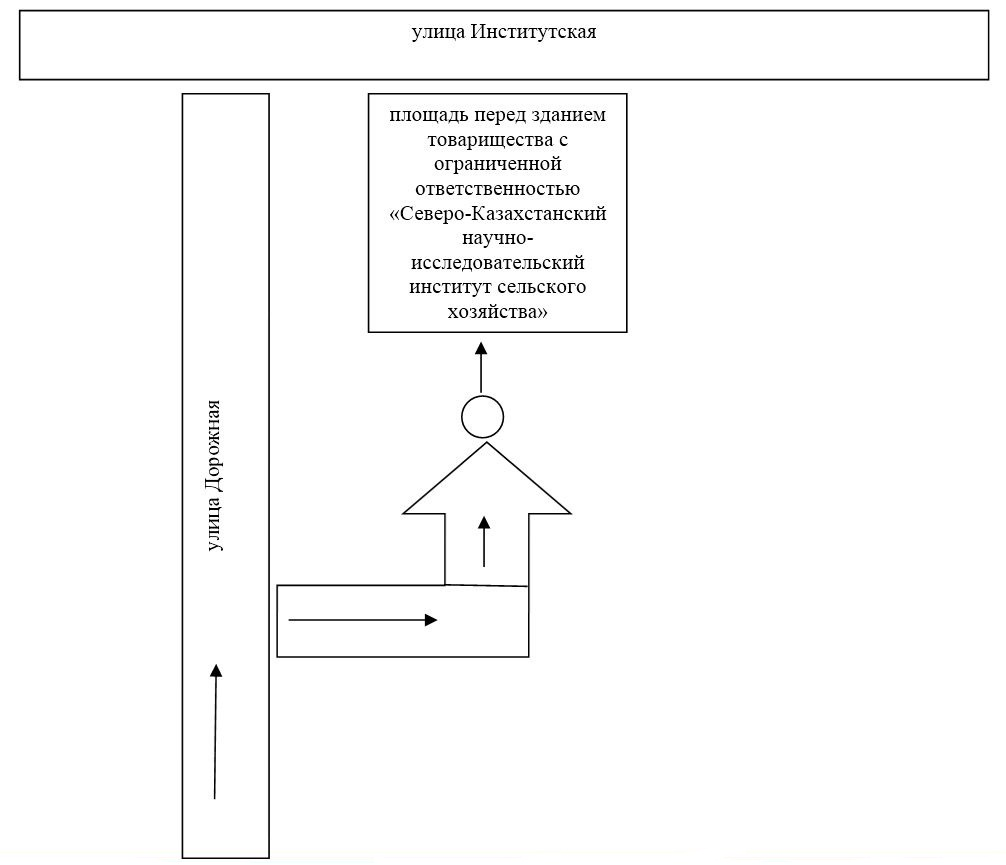 улица Институтская
площадь перед зданием
товарищества с
ограниченной
ответственностью
«Северо-Казахстанский
научно-
исследовательский
институт сельского
хозяйства»
улица Дорожная